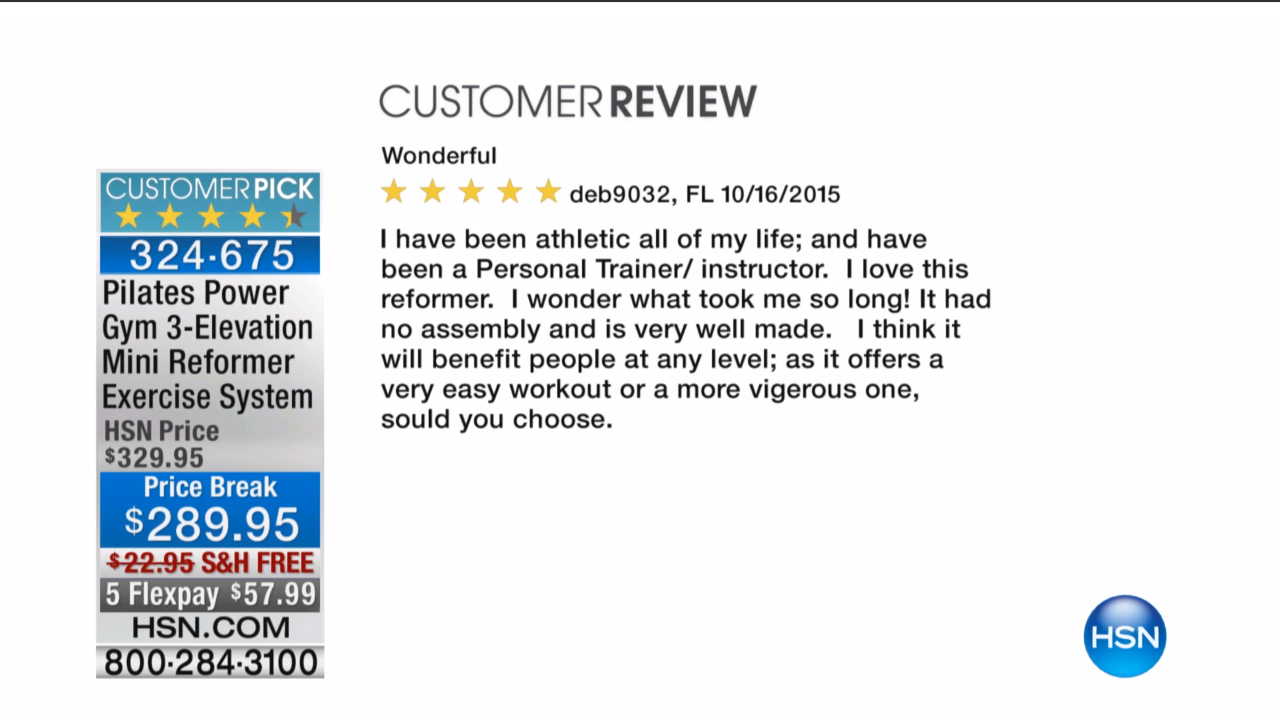 CUSTOMER REVIEW
Wonderful
deb9032, FL 10/16/2015
I have been athletic all of my life; and have
been a Personal Trainer/ instructor.  I love this
reformer.  I wonder what took me so long! It had
no assembly and is very well made.   I think it
will benefit people at any level; as it offers a
very easy workout or a more vigerous one,
sould you choose.
CUSTOMER PICK
324-675
Pilates Power
Gym 3-Elevation
Mini Reformer
Exercise System
HSN Price
$329.95
Price Break
$289.95
$22.95 S&H FREE
5 Flexpay $57.99
HSN.COM
800-284-3100
HSN